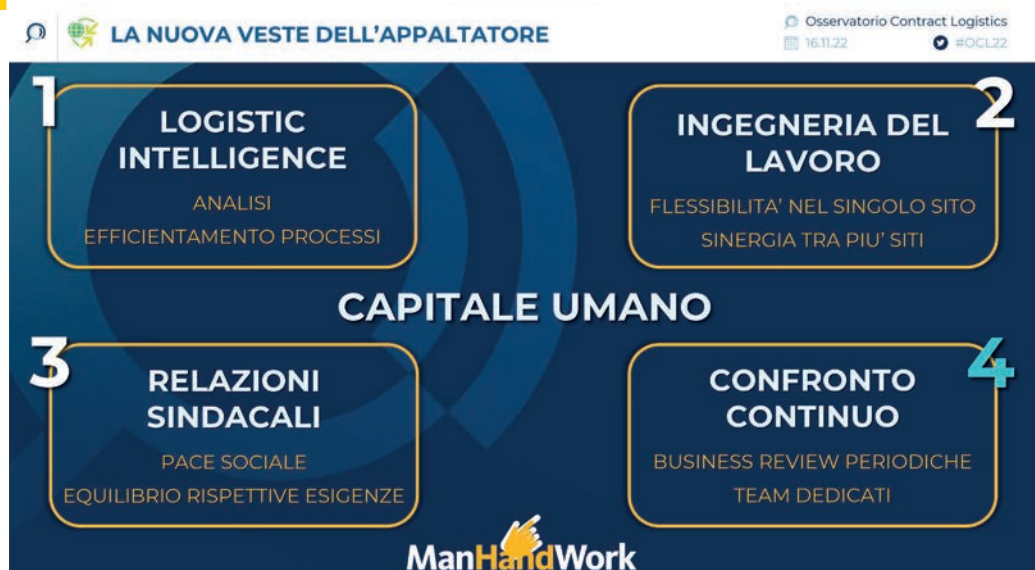 LA NUOVA VESTE DELL'APPALTATORE
Osservatorio Contract Logistics
16.11.22 #OCL22
1
LOGISTIC
INTELLIGENCE
ANALISI
EFFICIENTAMENTO PROCESSI
2
INGEGNERIA DEL
LAVORO
FLESSIBILITA' NEL SINGOLO SITO
SINERGIA TRA PIU' SITI
CAPITALE UMANO
3
RELAZIONI
SINDACALI
PACE SOCIALE
EQUILIBRIO RISPETTIVE ESIGENZE
4
CONFRONTO
CONTINUO
BUSINESS REVIEW PERIODICHE
TEAM DEDICATI
ManHandWork